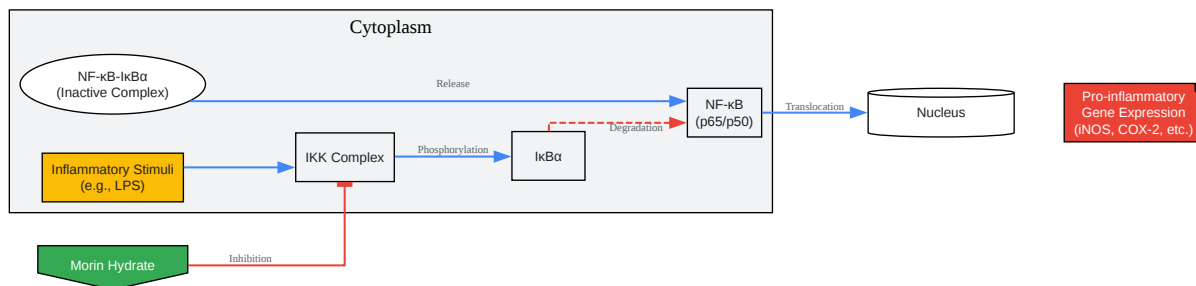 Cytoplasm
NF-κB-IκBα
(Inactive Complex)
Release
NF-κB
(p65/p50)
Translocation
Nucleus
Pro-inflammatory
Gene Expression
(iNOS, COX-2, etc.)
Degradation
Inflammatory Stimuli
(e.g., LPS)
IKK Complex
Phosphorylation
IκBα
Morin Hydrate
Inhibition